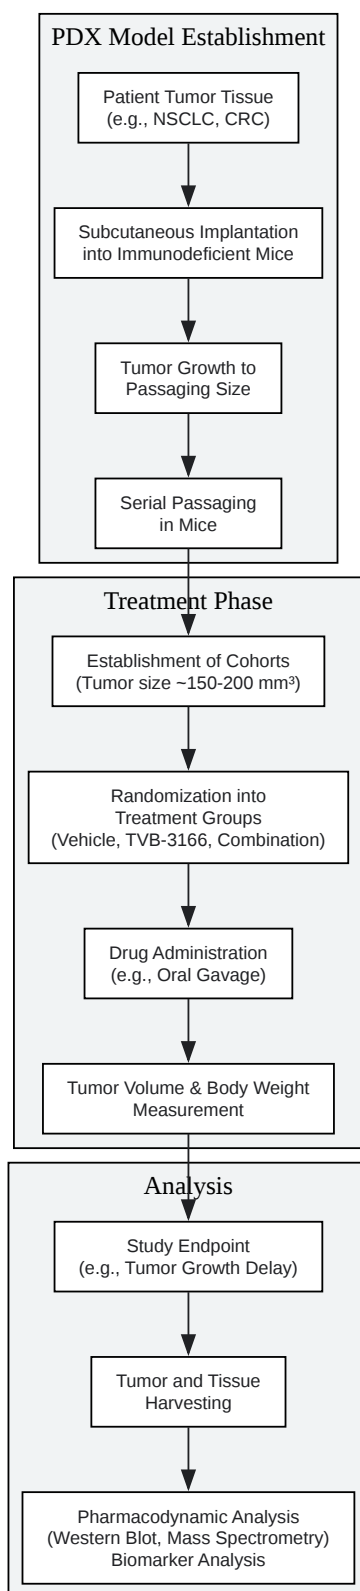 PDX Model Establishment
Patient Tumor Tissue
(e.g., NSCLC, CRC)
Subcutaneous Implantation
into Immunodeficient Mice
Tumor Growth to
Passaging Size
Serial Passaging
in Mice
Treatment Phase
Establishment of Cohorts
(Tumor size ~150-200 mm³)
Randomization into
Treatment Groups
(Vehicle, TVB-3166, Combination)
Drug Administration
(e.g., Oral Gavage)
Tumor Volume & Body Weight
Measurement
Analysis
Study Endpoint
(e.g., Tumor Growth Delay)
Tumor and Tissue
Harvesting
Pharmacodynamic Analysis
(Western Blot, Mass Spectrometry)
Biomarker Analysis